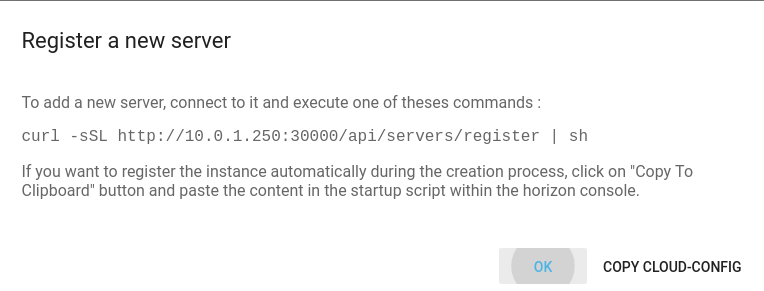 Register a new server
To add a new server, connect to it and execute one of theses commands :
curl -sSL http://10.0.1.250:30000/api/servers/register | sh
If you want to register the instance automatically during the creation process, click on "Copy To
Clipboard" button and paste the content in the startup script within the horizon console.
OK COPY CLOUD-CONFIG